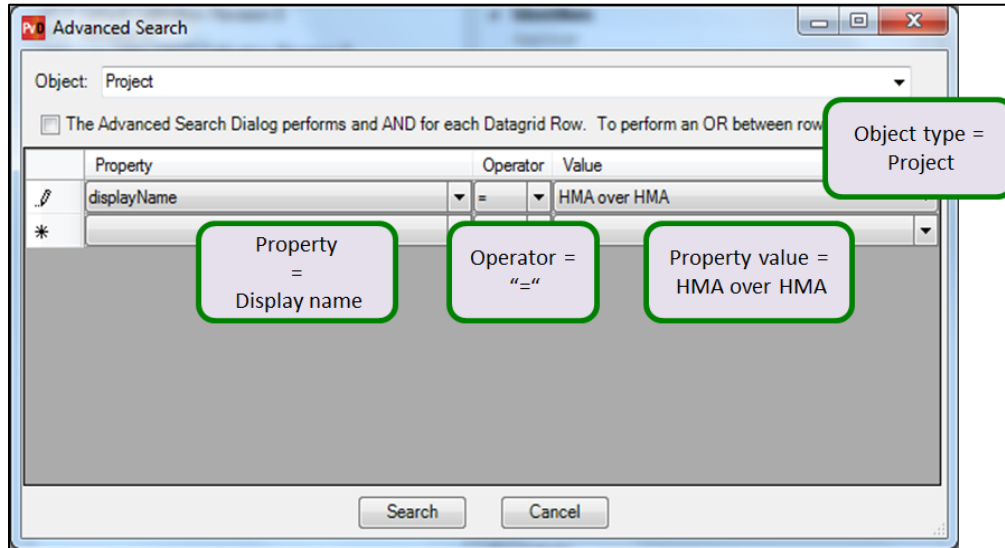 PvD Advanced Search
Object: Project
The Advanced Search Dialog performs and AND for each Datagrid Row. To perform an OR between row
Object type =
Project
Property Operator Value
displayName = HMA over HMA
Property
=
Display name
Operator =
“=“
Property value =
HMA over HMA
Search Cancel